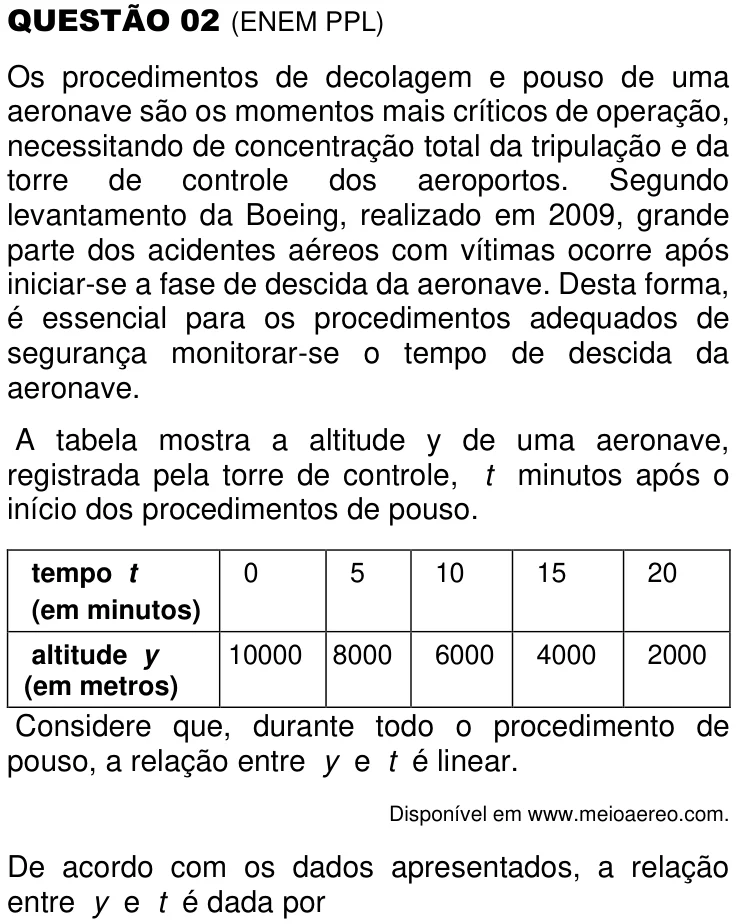 QUESTÃO 02 (ENEM PPL)
Os procedimentos de decolagem e pouso de uma
aeronave são os momentos mais críticos de operação,
necessitando de concentração total da tripulação e da
torre de controle dos aeroportos. Segundo
levantamento da Boeing, realizado em 2009, grande
parte dos acidentes aéreos com vítimas ocorre após
iniciar-se a fase de descida da aeronave. Desta forma,
é essencial para os procedimentos adequados de
segurança monitorar-se o tempo de descida da
aeronave.
A tabela mostra a altitude y de uma aeronave,
registrada pela torre de controle, t minutos após o
início dos procedimentos de pouso.
tempo t (em minutos) 0 5 10 15 20
altitude y (em metros) 10000 8000 6000 4000 2000
Considere que, durante todo o procedimento de
pouso, a relação entre y e t é linear.
Disponível em www.meioaereo.com.
De acordo com os dados apresentados, a relação
entre y e t é dada por